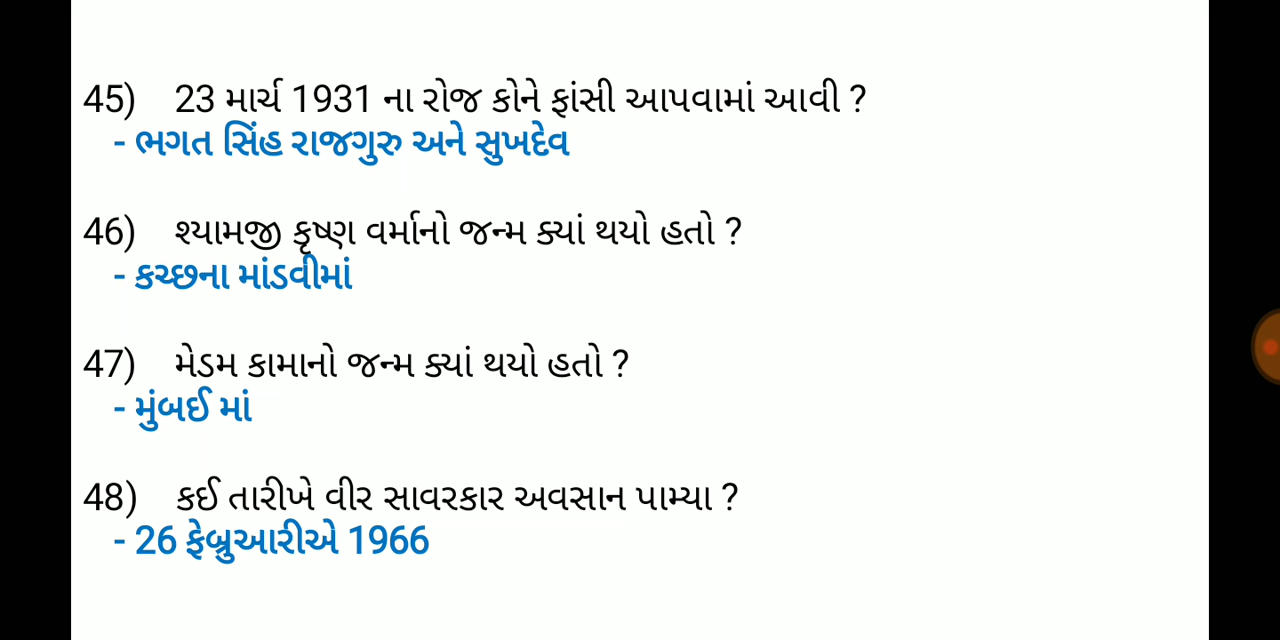 45) 23 માર્ચ 1931 ના રોજ કોને ફાંસી આપવામાં આવી ?
- ભગત સિંહ રાજગુરુ અને સુખદેવ
46) શ્યામજી કૃષ્ણ વર્માનો જન્મ ક્યાં થયો હતો ?
- કચ્છના માંડવીમાં
47) મેડમ કામાનો જન્મ ક્યાં થયો હતો ?
- મુંબઈ માં
48) કઈ તારીખે વીર સાવરકાર અવસાન પામ્યા ?
- 26 ફેબ્રુઆરીએ 1966